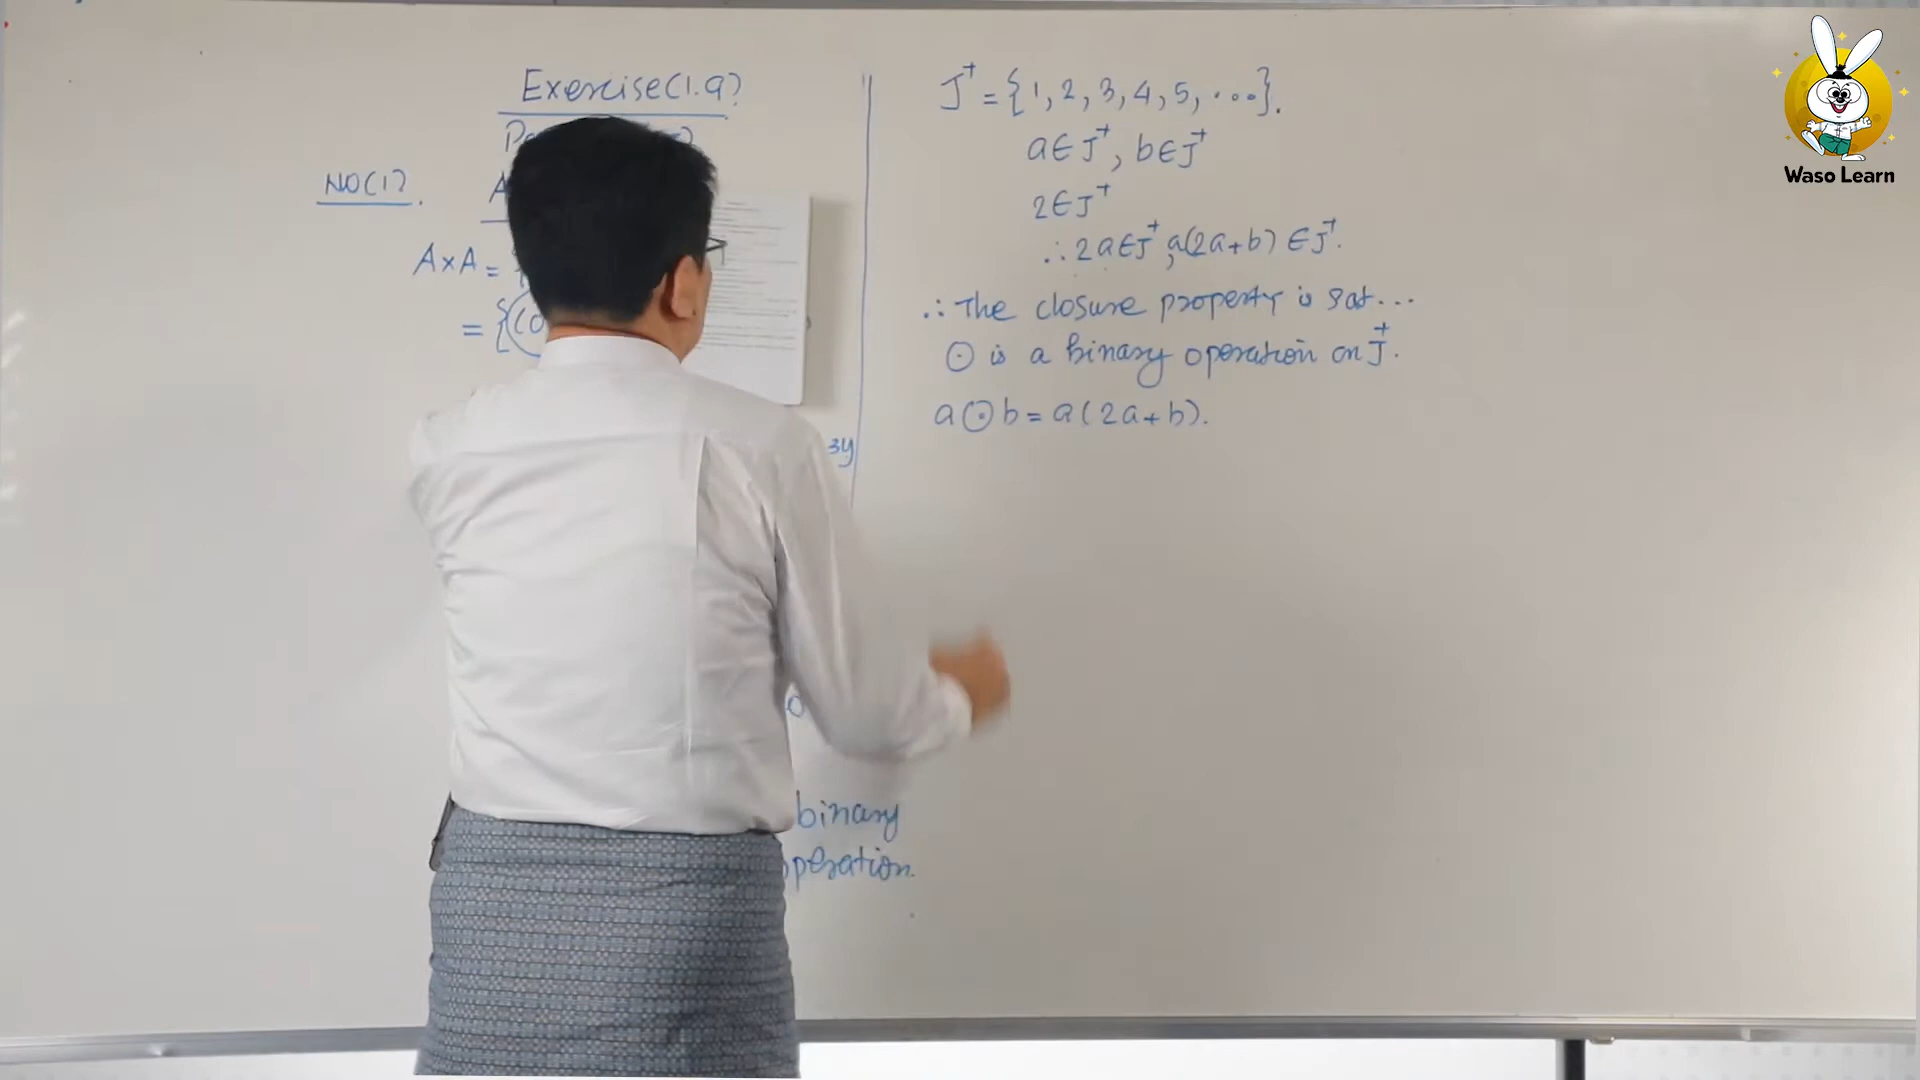 Exercise(1.9)
NO(1).
A×A =
= {(0
3y
binary
operation.
J⁺ = {1, 2, 3, 4, 5, ....}.
a∈J⁺, b∈J⁺
2∈J⁺
∴ 2a∈J⁺, a(2a+b) ∈J⁺.
∴ The closure property is sat...
⊙ is a binary operation on J⁺.
a⊙b = a(2a+b).
Waso Learn